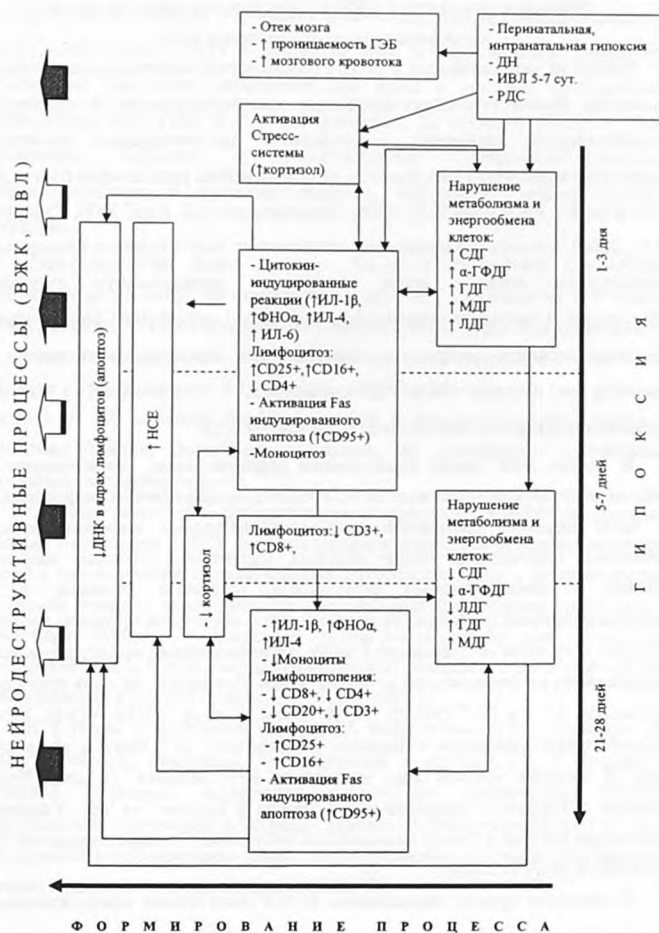 - Отек мозга
- ↑ проницаемость ГЭБ
- ↑ мозгового кровотока
- Перинатальная,
интранатальная гипоксия
- ДН
- ИВЛ 5-7 сут.
- РДС
Активация
Стресс-
системы
(↑кортизол)
Нарушение
метаболизма и
энергообмена
клеток:
↑ СДГ
↑ α-ГФДГ
↑ ГДГ
↑ МДГ
↑ ЛДГ
- Цитокин-
индуцированные
реакции (↑ИЛ-1β,
↑ФНОα, ↑ИЛ-4,
↑ ИЛ-6)
Лимфоцитоз:
↑CD25+,↑CD16+,
↓ CD4+
- Активация Fas
индуцированного
апоптоза (↑CD95+)
-Моноцитоз
Лимфоцитоз: ↓ CD3+,
↑CD8+,
Нарушение
метаболизма и
энергообмена
клеток:
↓ СДГ
↓ α-ГФДГ
↓ ЛДГ
↑ ГДГ
↑ МДГ
- ↑ИЛ-1β, ↑ФНОα,
↑ИЛ-4
- ↓Моноциты
Лимфоцитопения:
- ↓ CD8+, ↓ CD4+
- ↓ CD20+, ↓ CD3+
Лимфоцитоз:
- ↑CD25+
- ↑CD16+
- Активация Fas
индуцированного
апоптоза (↑CD95+)
НЕЙРОДЕСТРУКТИВНЫЕ ПРОЦЕССЫ (ВЖК ПВЛ)
↓ДНК в ядрах лимфоцитов (апоптоз)
↑ НСЕ
- ↓ кортизол
1-3 дня
5-7 дней
21-28 дней
ГИПОКСИЯ
ФОРМИРОВАНИЕ ПРОЦЕССА